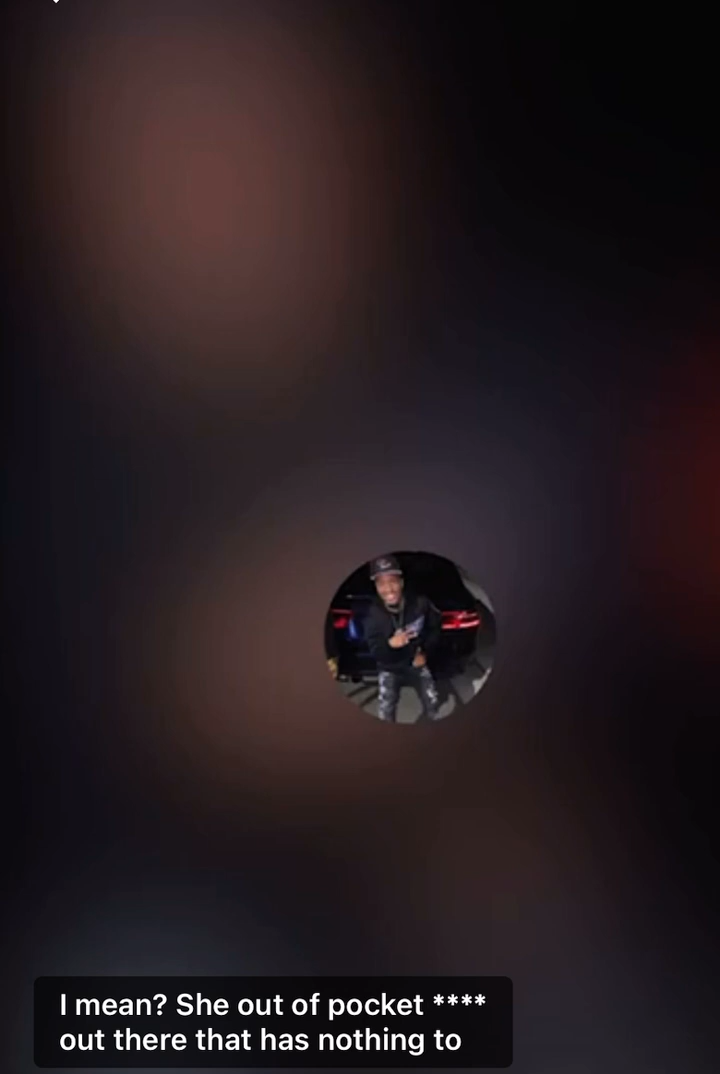 I mean? She out of pocket ****
out there that has nothing to